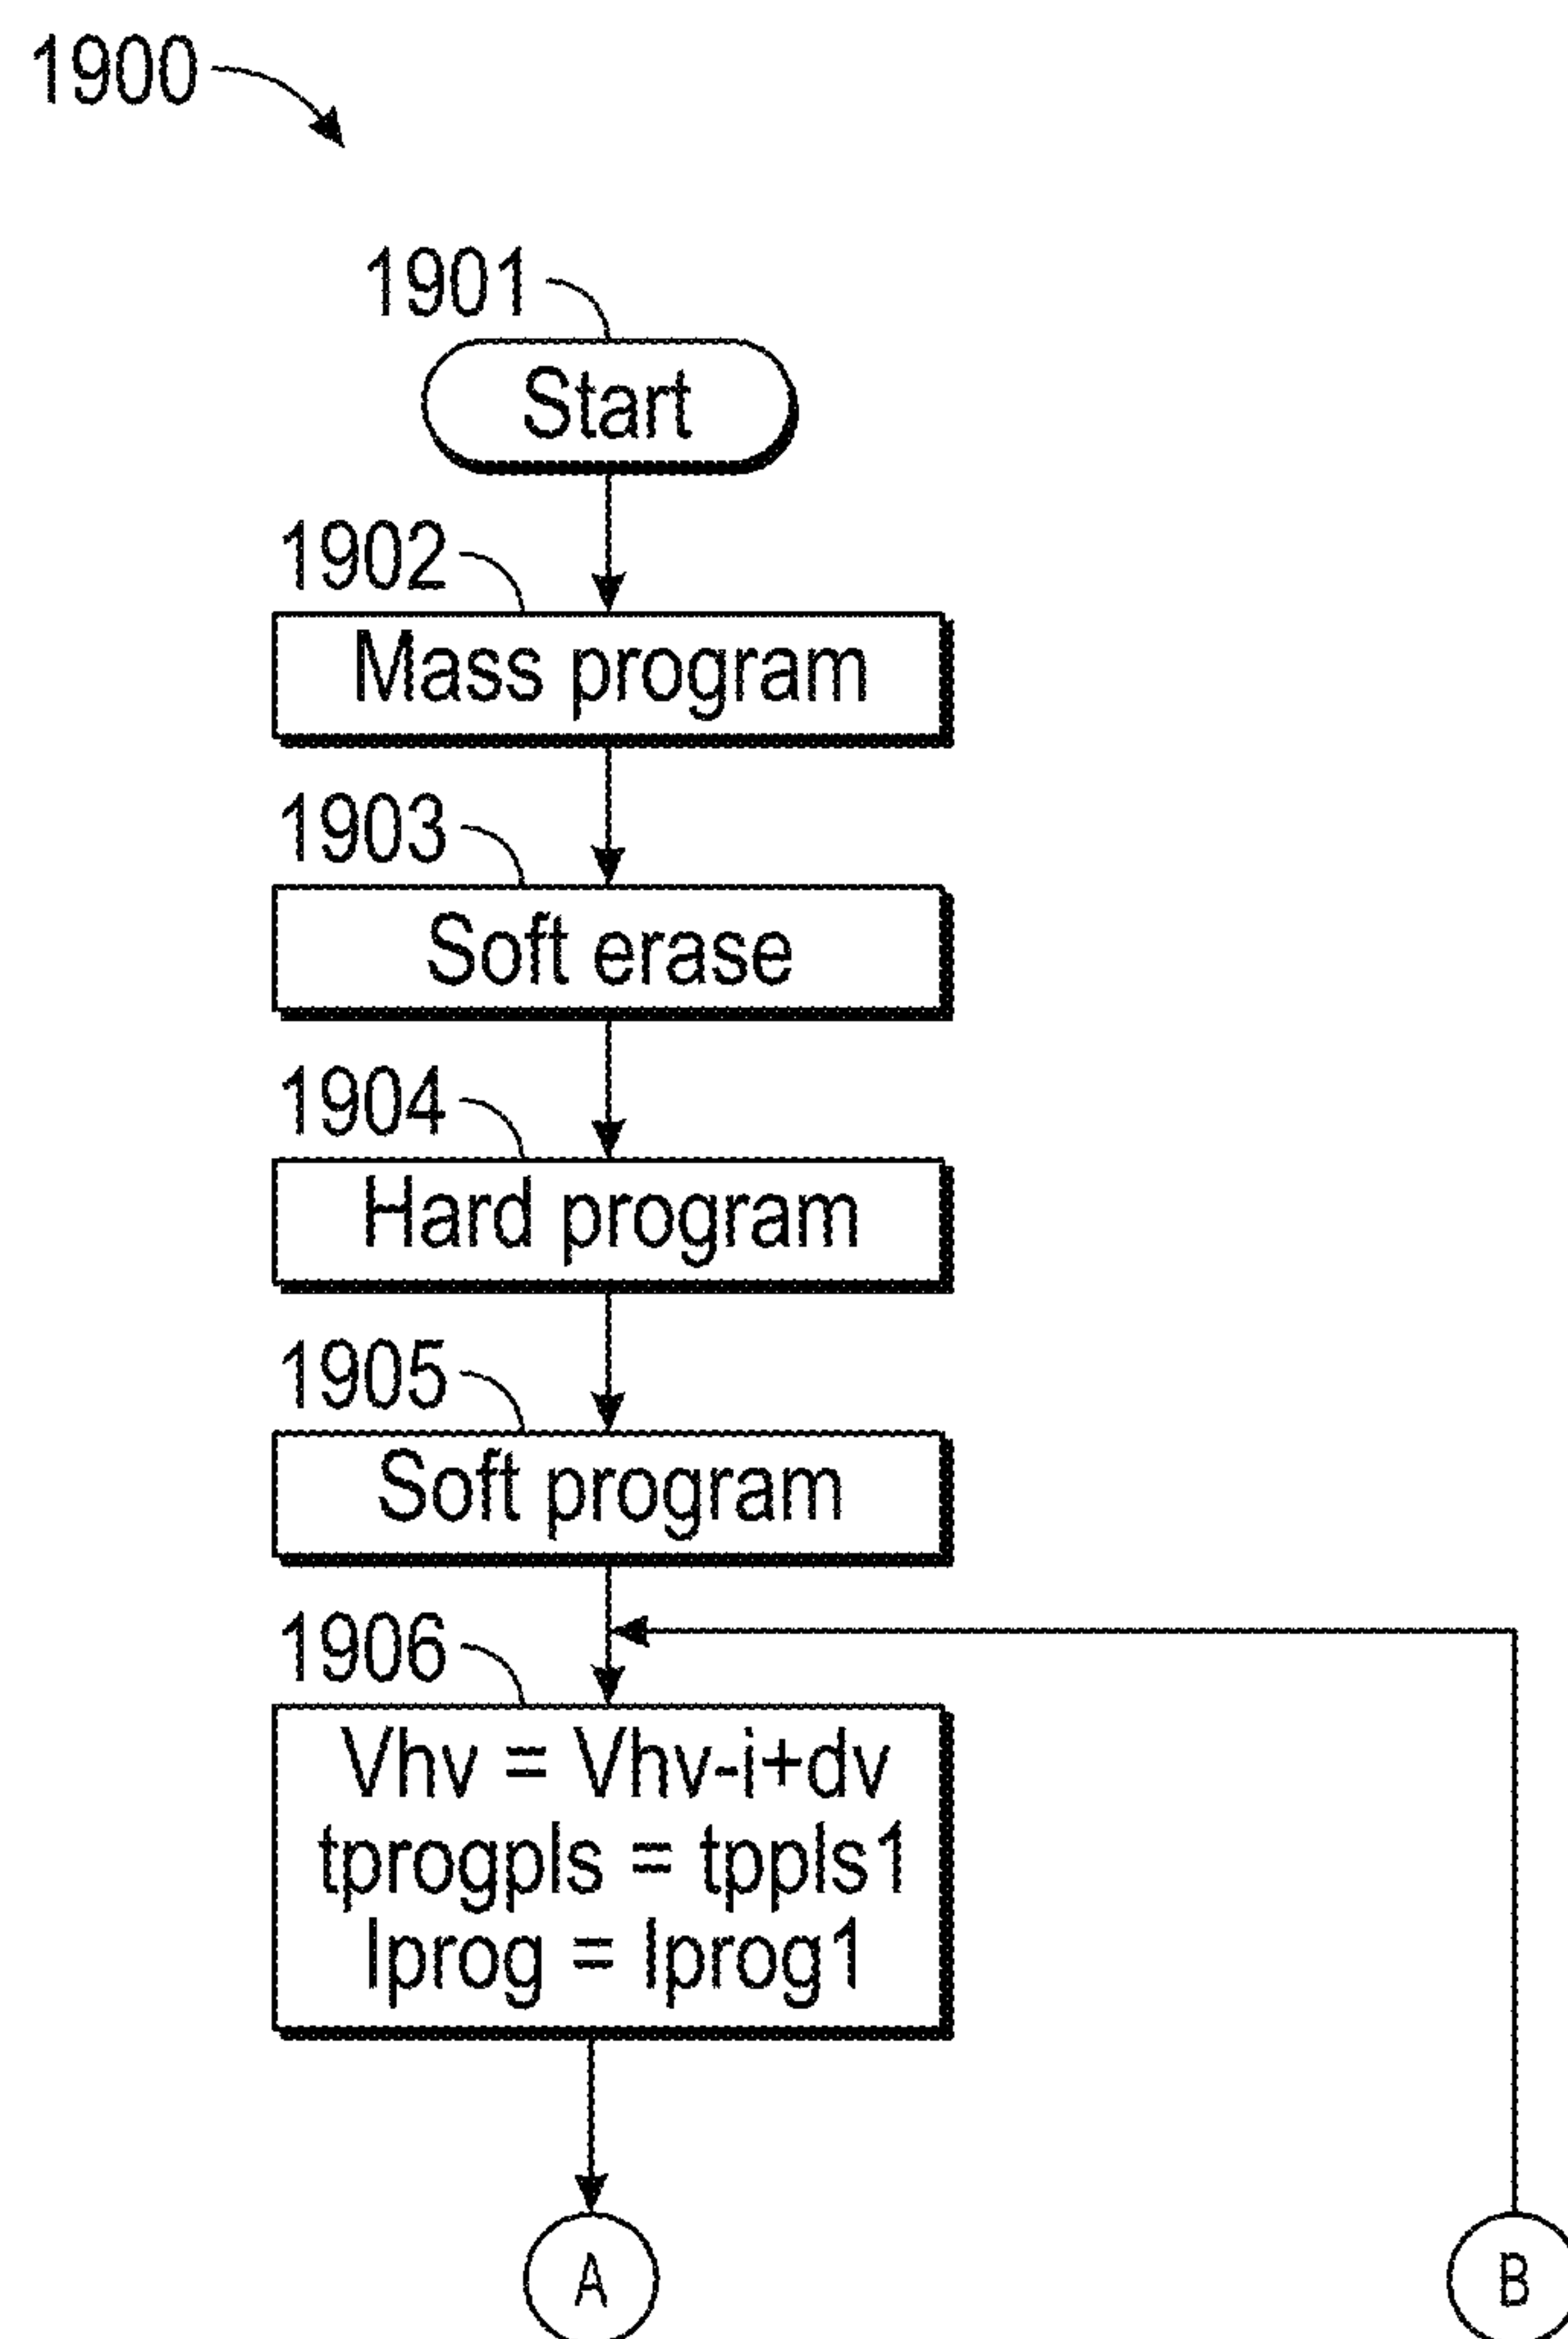 1900
1901
Start
1902
Mass program
1903
Soft erase
1904
Hard program
1905
Soft program
1906
Vhv = Vhv-i+dv
tprogpls = tppls1
Iprog = Iprog1
A
B